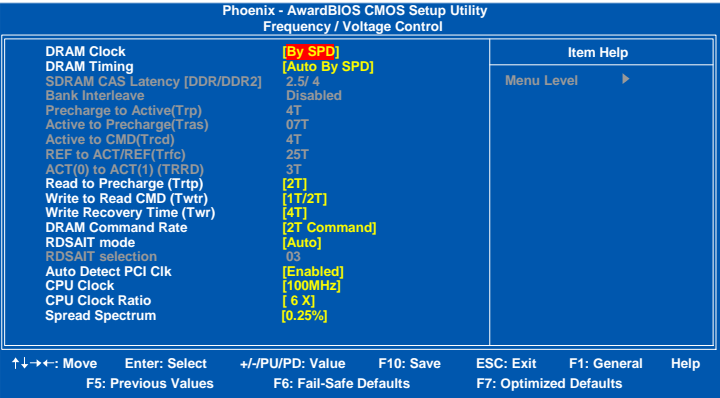 Phoenix - AwardBIOS CMOS Setup Utility
Frequency / Voltage Control
DRAM Clock [By SPD]
DRAM Timing [Auto By SPD]
SDRAM CAS Latency [DDR/DDR2] 2.5/ 4
Bank Interleave Disabled
Precharge to Active(Trp) 4T
Active to Precharge(Tras) 07T
Active to CMD(Trcd) 4T
REF to ACT/REF(Trfc) 25T
ACT(0) to ACT(1) (TRRD) 3T
Read to Precharge (Trtp) [2T]
Write to Read CMD (Twtr) [1T/2T]
Write Recovery Time (Twr) [4T]
DRAM Command Rate [2T Command]
RDSAIT mode [Auto]
RDSAIT selection 03
Auto Detect PCI Clk [Enabled]
CPU Clock [100MHz]
CPU Clock Ratio [ 6 X]
Spread Spectrum [0.25%]
Item Help
Menu Level
↑↓→←: Move Enter: Select +/-/PU/PD: Value F10: Save ESC: Exit F1: General Help
F5: Previous Values F6: Fail-Safe Defaults F7: Optimized Defaults